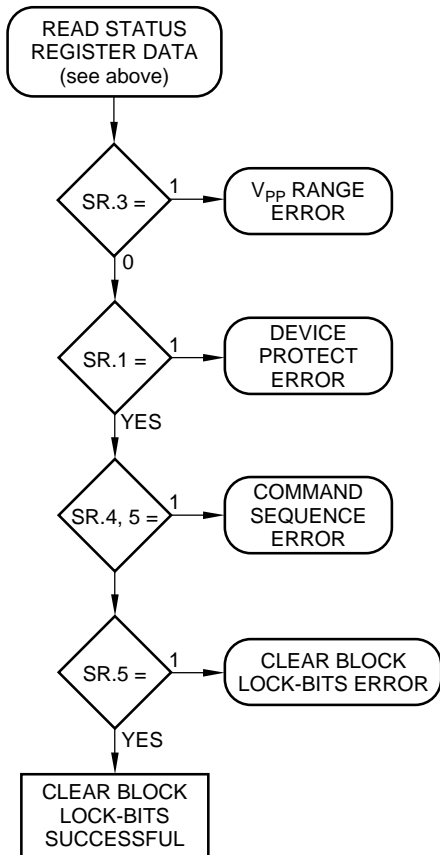 READ STATUS
REGISTER DATA
(see above)
SR.3 =
1
VPP RANGE
ERROR
0
SR.1 =
1
DEVICE
PROTECT
ERROR
YES
SR.4, 5 =
1
COMMAND
SEQUENCE
ERROR
SR.5 =
1
CLEAR BLOCK
LOCK-BITS ERROR
YES
CLEAR BLOCK
LOCK-BITS
SUCCESSFUL